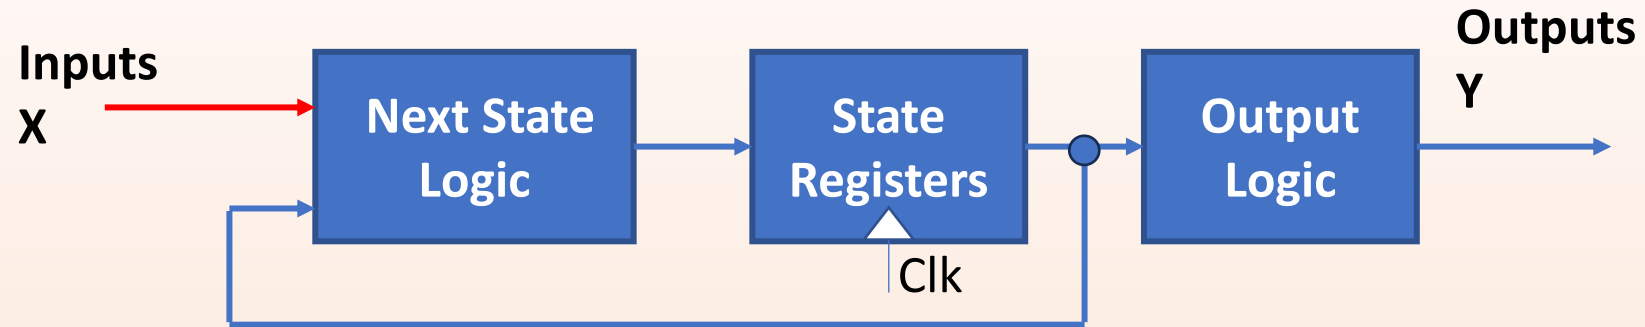 Inputs
X
Next State
Logic
State
Registers
Clk
Output
Logic
Outputs
Y